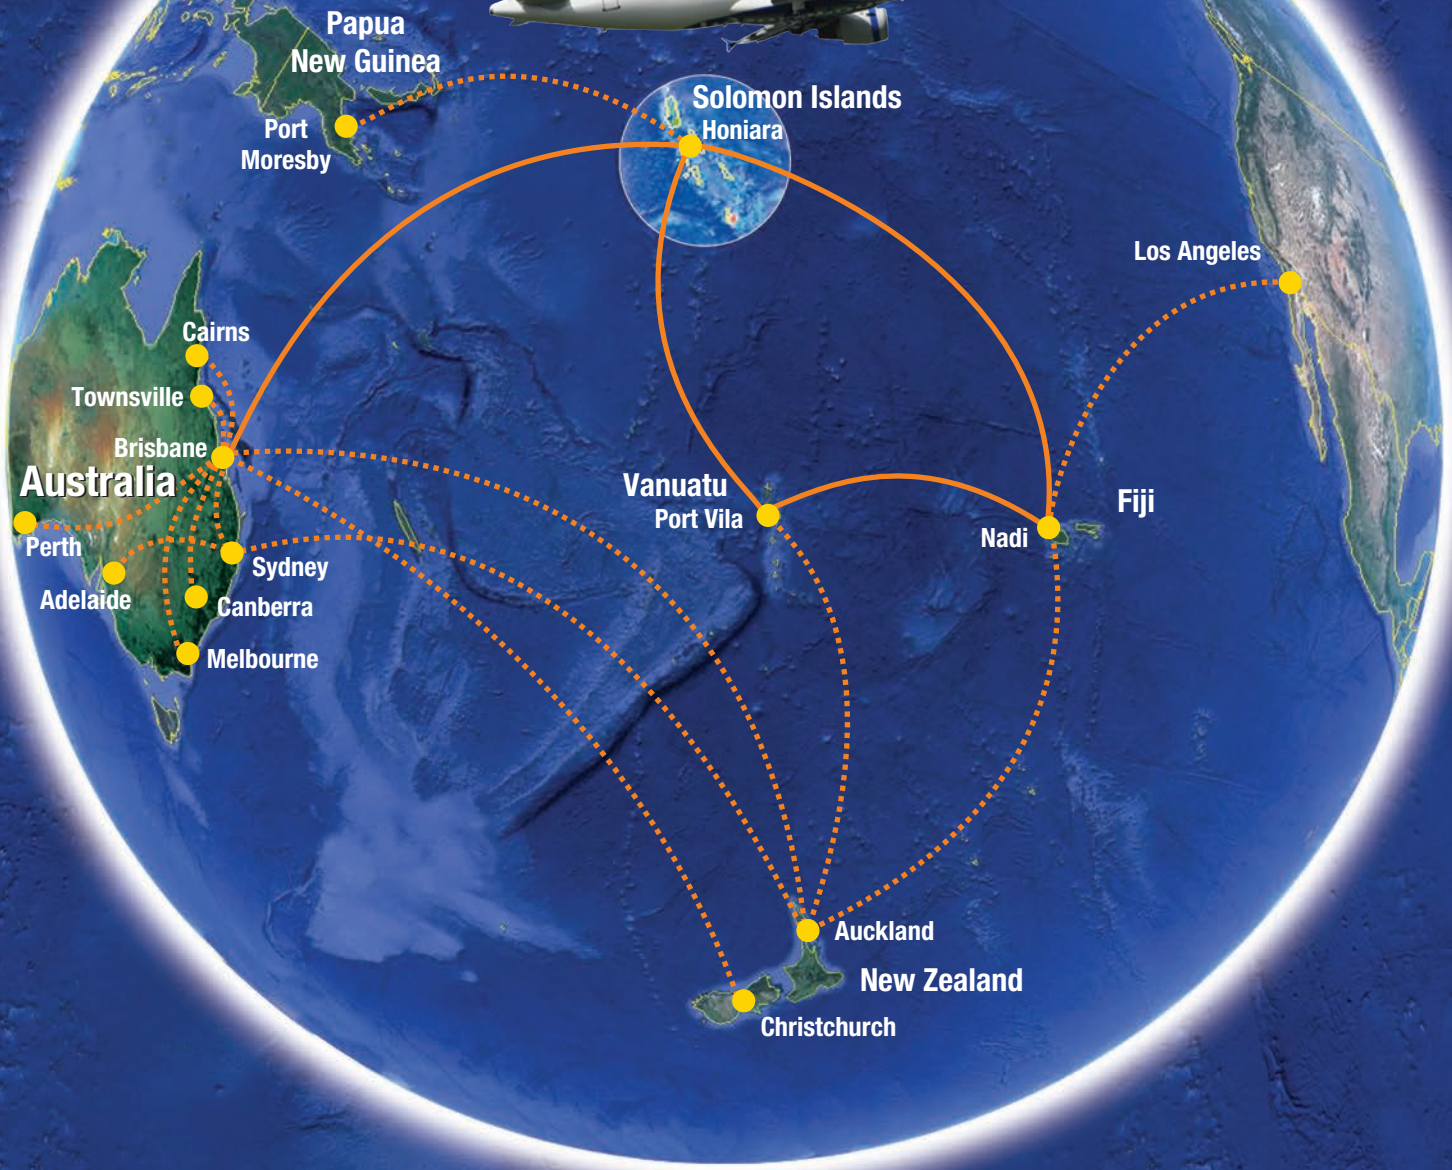 Papua
New Guinea
Port
Moresby
Solomon Islands
Honiara
Los Angeles
Cairns
Townsville
Brisbane
Australia
Perth
Adelaide
Sydney
Canberra
Melbourne
Vanuatu
Port Vila
Fiji
Nadi
Auckland
New Zealand
Christchurch